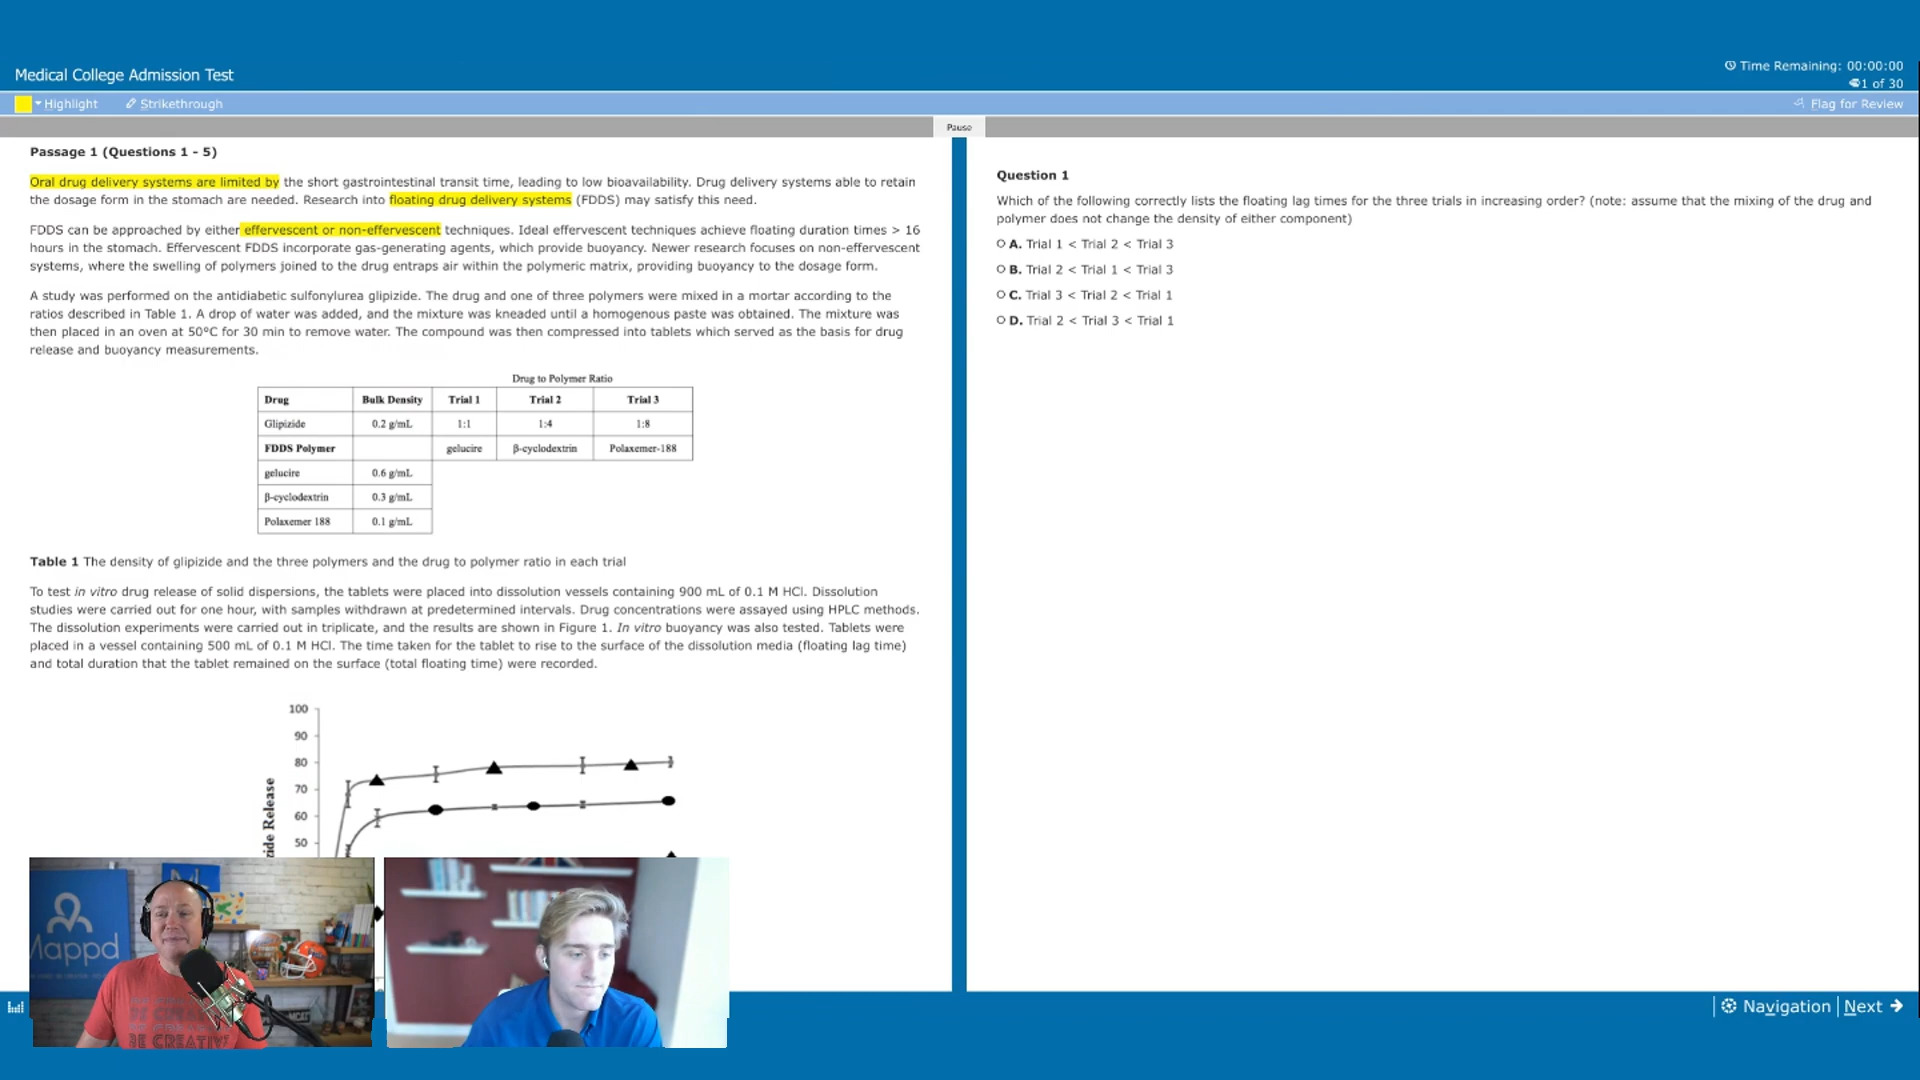 Medical College Admission Test
Time Remaining: 00:00:00
1 of 30
Highlight
Strikethrough
Flag for Review
Pause
Passage 1 (Questions 1 - 5)
Oral drug delivery systems are limited by the short gastrointestinal transit time, leading to low bioavailability. Drug delivery systems able to retain
the dosage form in the stomach are needed. Research into floating drug delivery systems (FDDS) may satisfy this need.
FDDS can be approached by either effervescent or non-effervescent techniques. Ideal effervescent techniques achieve floating duration times > 16
hours in the stomach. Effervescent FDDS incorporate gas-generating agents, which provide buoyancy. Newer research focuses on non-effervescent
systems, where the swelling of polymers joined to the drug entraps air within the polymeric matrix, providing buoyancy to the dosage form.
A study was performed on the antidiabetic sulfonylurea glipizide. The drug and one of three polymers were mixed in a mortar according to the
ratios described in Table 1. A drop of water was added, and the mixture was kneaded until a homogenous paste was obtained. The mixture was
then placed in an oven at 50°C for 30 min to remove water. The compound was then compressed into tablets which served as the basis for drug
release and buoyancy measurements.
Drug to Polymer Ratio
Drug Bulk Density Trial 1 Trial 2 Trial 3
Glipizide 0.2 g/mL 1:1 1:4 1:8
FDDS Polymer gelucire β-cyclodextrin Polaxemer-188
gelucire 0.6 g/mL
β-cyclodextrin 0.3 g/mL
Polaxemer 188 0.1 g/mL
Table 1 The density of glipizide and the three polymers and the drug to polymer ratio in each trial
To test in vitro drug release of solid dispersions, the tablets were placed into dissolution vessels containing 900 mL of 0.1 M HCl. Dissolution
studies were carried out for one hour, with samples withdrawn at predetermined intervals. Drug concentrations were assayed using HPLC methods.
The dissolution experiments were carried out in triplicate, and the results are shown in Figure 1. In vitro buoyancy was also tested. Tablets were
placed in a vessel containing 500 mL of 0.1 M HCl. The time taken for the tablet to rise to the surface of the dissolution media (floating lag time)
and total duration that the tablet remained on the surface (total floating time) were recorded.
100
90
80
70
60
50
zide Release
Question 1
Which of the following correctly lists the floating lag times for the three trials in increasing order? (note: assume that the mixing of the drug and
polymer does not change the density of either component)
A. Trial 1 < Trial 2 < Trial 3
B. Trial 2 < Trial 1 < Trial 3
C. Trial 3 < Trial 2 < Trial 1
D. Trial 2 < Trial 3 < Trial 1
Mappd
BE CREATIV
Navigation
Next